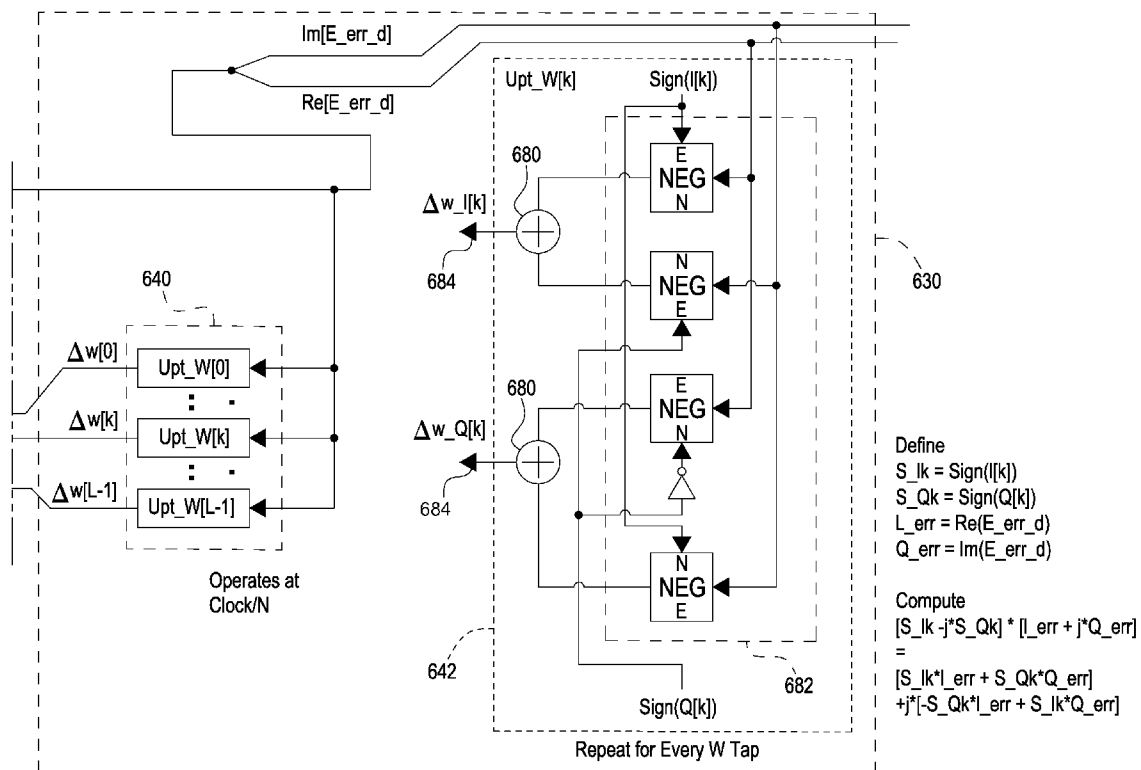 Im[E_err_d]
Re[E_err_d]
Upt_W[k]
Sign(I[k])
E
NEG
N
680
Δw_I[k]
684
N
NEG
E
630
640
Δw[0]
Upt_W[0]
Δw[k]
Upt_W[k]
Δw[L-1]
Upt_W[L-1]
Operates at
Clock/N
E
NEG
N
680
Δw_Q[k]
684
N
NEG
E
642
682
Sign(Q[k])
Repeat for Every W Tap
Define
S_Ik = Sign(I[k])
S_Qk = Sign(Q[k])
L_err = Re(E_err_d)
Q_err = Im(E_err_d)
Compute
[S_Ik -j*S_Qk] * [I_err + j*Q_err]
=
[S_Ik*I_err + S_Qk*Q_err]
+j*[-S_Qk*I_err + S_Ik*Q_err]